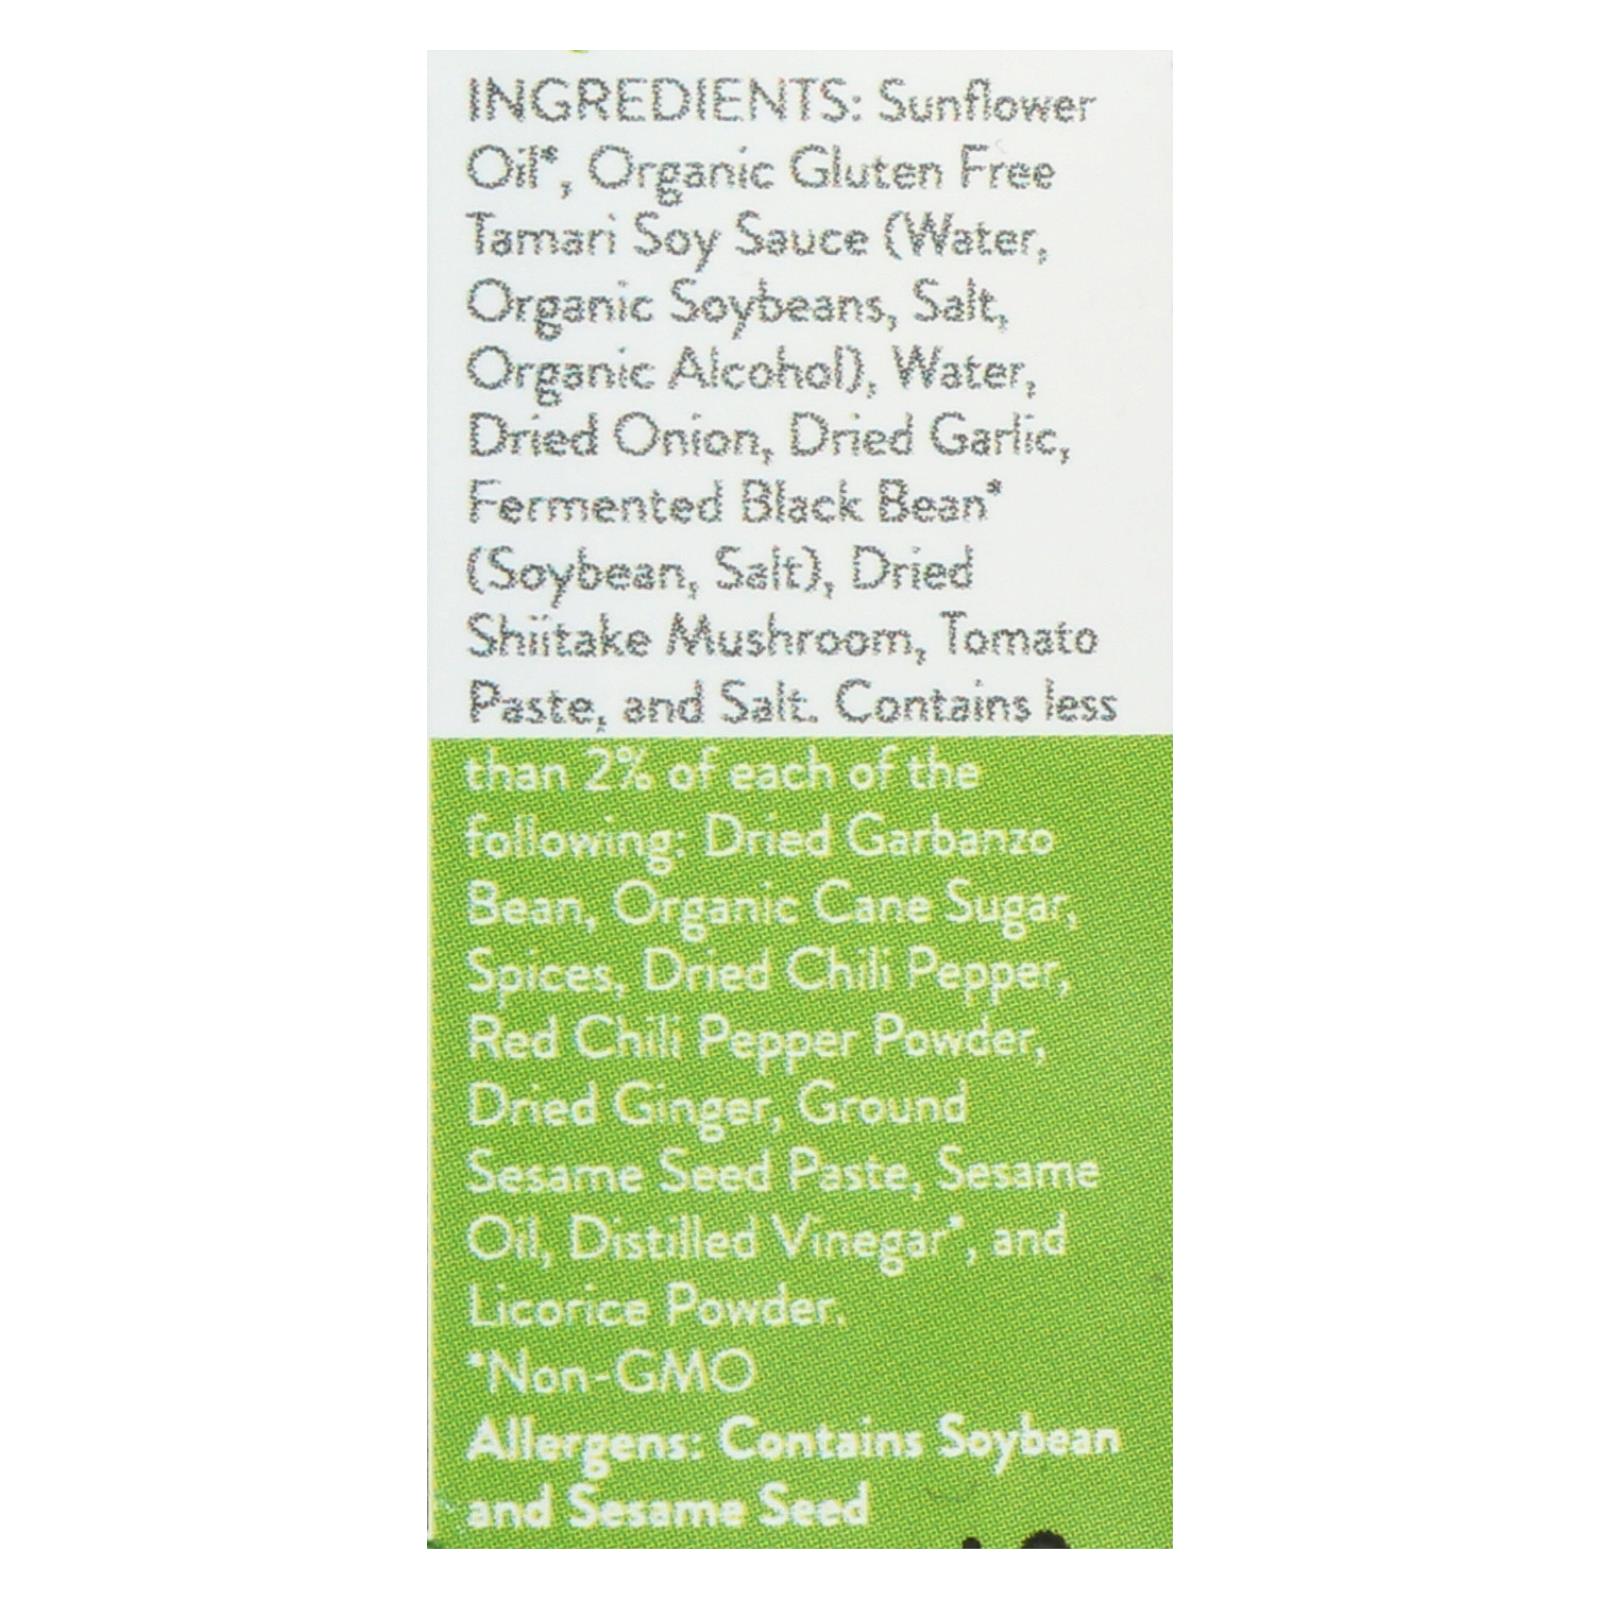 INGREDIENTS: Sunflower
Oil*, Organic Gluten Free
Tamari Soy Sauce (Water,
Organic Soybeans, Salt,
Organic Alcohol), Water,
Dried Onion, Dried Garlic,
Fermented Black Bean*
(Soybean, Salt), Dried
Shiitake Mushroom, Tomato
Paste, and Salt. Contains less
than 2% of each of the
following: Dried Garbanzo
Bean, Organic Cane Sugar,
Spices, Dried Chili Pepper,
Red Chili Pepper Powder,
Dried Ginger, Ground
Sesame Seed Paste, Sesame
Oil, Distilled Vinegar*, and
Licorice Powder.
*Non-GMO
Allergens: Contains Soybean
and Sesame Seed